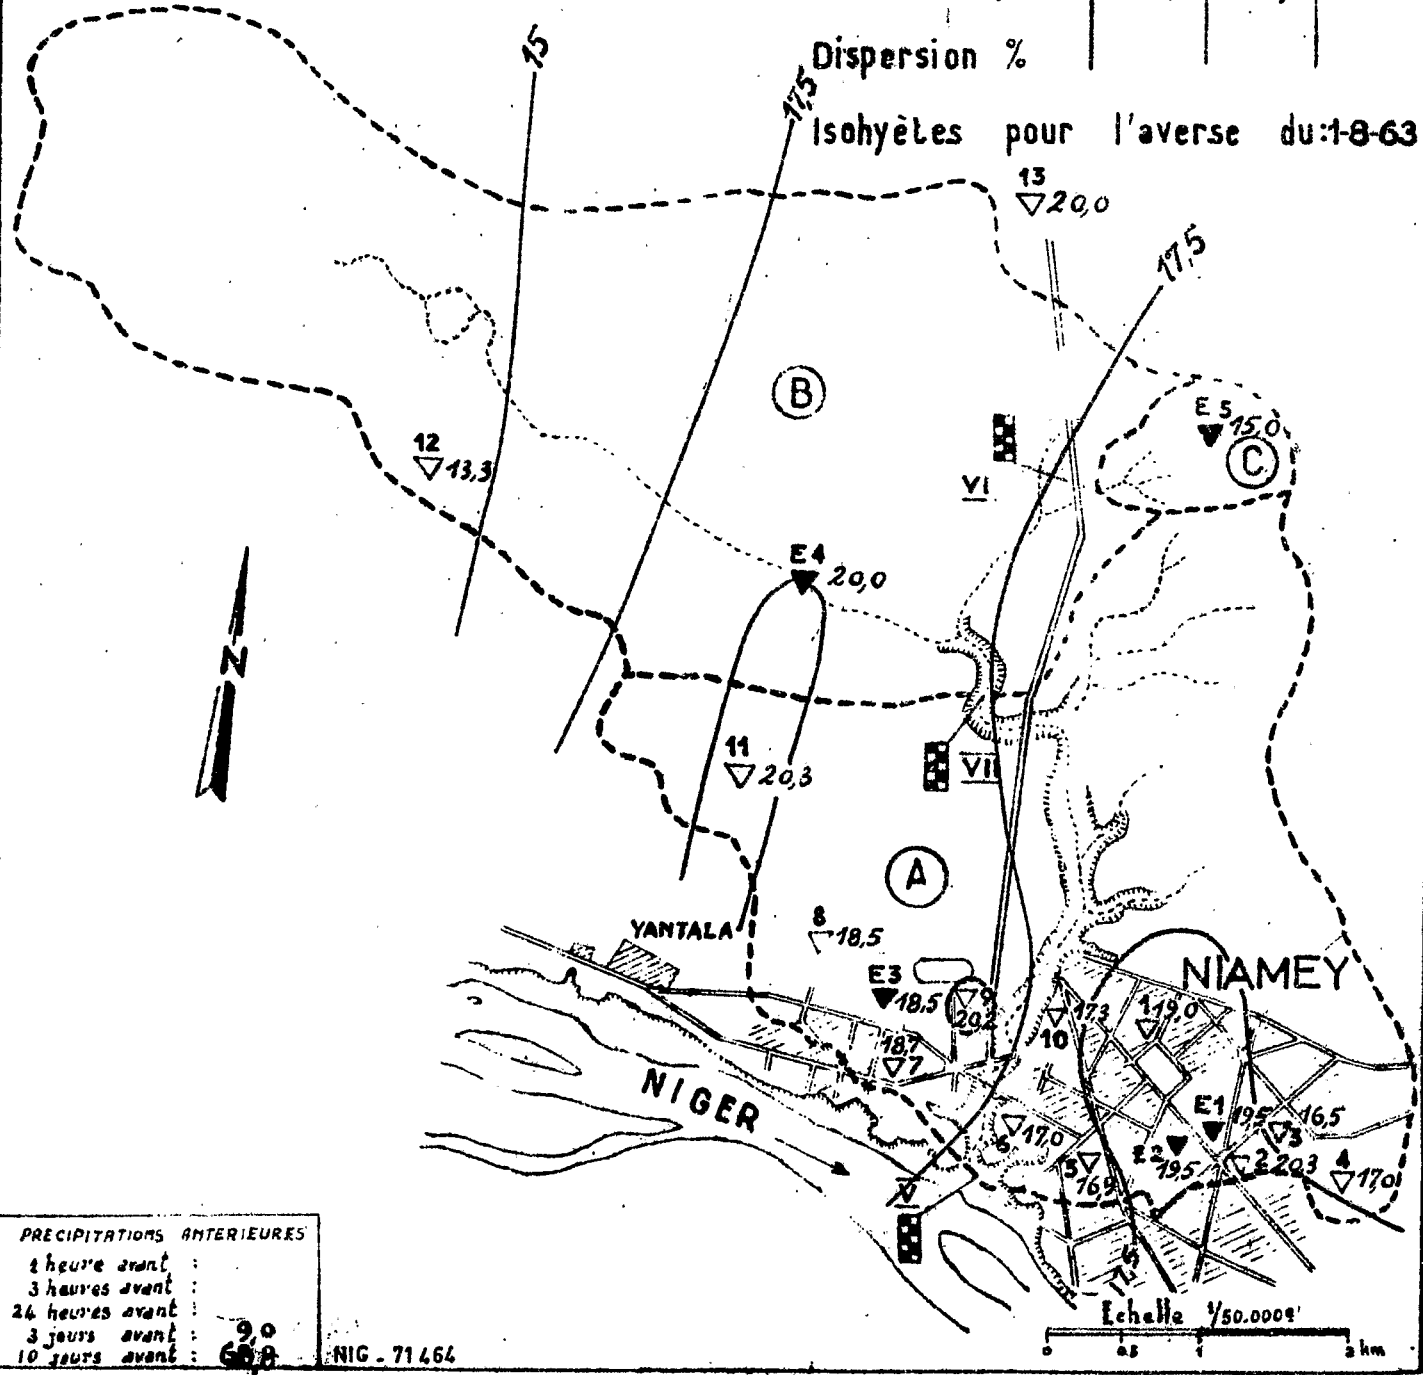 15
17,5
Dispersion %
Isohyètes pour l'averse du:1-8-63
13
20,0
17,5
B
E 5
15,0
C
12
13,3
VI
E4
20,0
N
11
20,3
VII
A
8
18,5
YANTALA
E3
18,5
9
20,2
NIAMEY
17,3
10
1
19,0
18,7
7
NIGER
E1
19,5
16,5
3
6
17,0
5
16,9
E2
19,5
2
20,3
4
17,0
V
17,5
PRECIPITATIONS ANTERIEURES
1 heure avant :
3 heures avant :
24 heures avant :
3 jours avant : 9,0
10 jours avant :
NIG - 71464
Echelle 1/50.000e
0 0.5 1 2 km